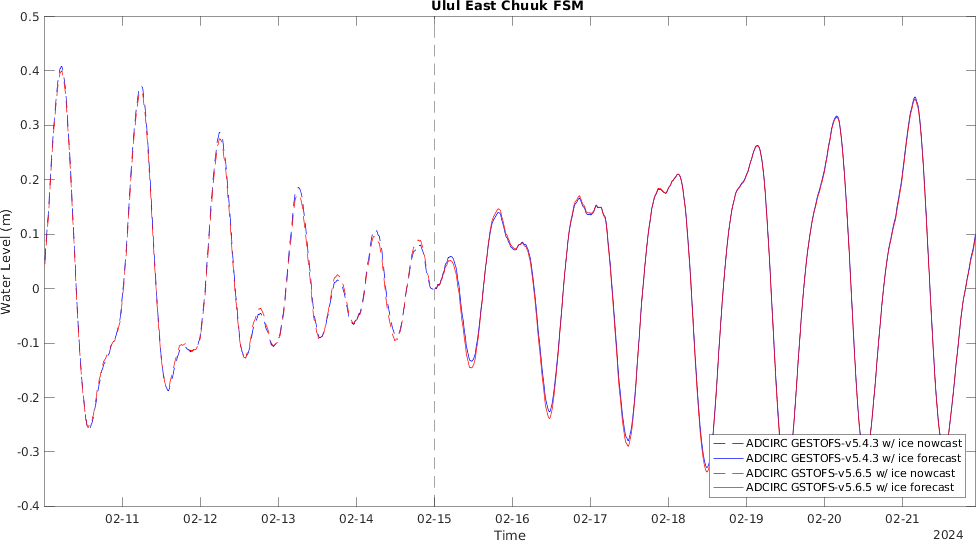 Ulul East Chuuk FSM
0.5
0.4
0.3
0.2
0.1
0
-0.1
-0.2
-0.3
-0.4
Water Level (m)
ADCIRC GESTOFS-v5.4.3 w/ ice nowcast
ADCIRC GESTOFS-v5.4.3 w/ ice forecast
ADCIRC GSTOFS-v5.6.5 w/ ice nowcast
ADCIRC GSTOFS-v5.6.5 w/ ice forecast
02-11 02-12 02-13 02-14 02-15 02-16 02-17 02-18 02-19 02-20 02-21
Time
2024